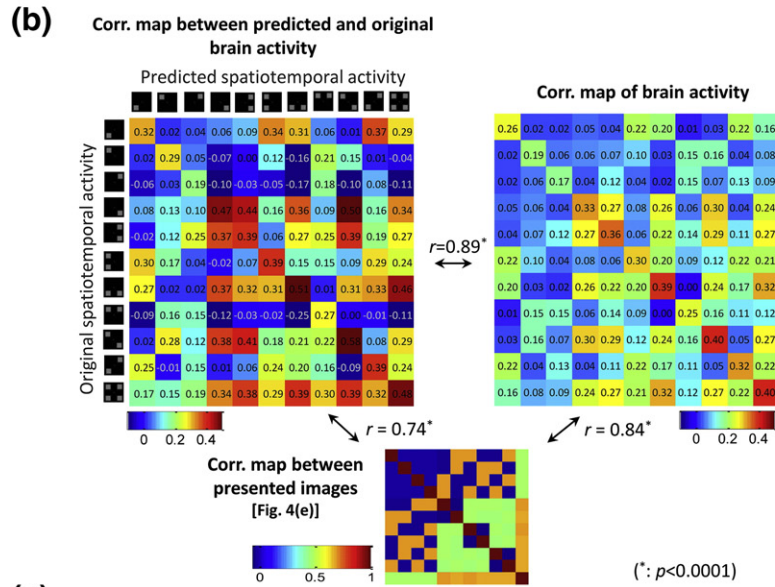 (b)
Corr. map between predicted and original
brain activity
Predicted spatiotemporal activity
Original spatiotemporal activity
0.32 0.02 0.04 0.06 0.09 0.34 0.31 0.06 0.01 0.37 0.29
0.02 0.29 0.05 -0.07 0.00 0.12 -0.16 0.21 0.15 0.01 -0.04
-0.06 0.03 0.19 -0.10 -0.03 -0.05 -0.17 0.18 -0.10 0.08 -0.11
0.08 0.13 0.10 0.47 0.44 0.16 0.36 0.09 0.50 0.16 0.34
-0.02 0.12 0.25 0.37 0.39 0.06 0.27 0.25 0.39 0.19 0.27
0.30 0.17 0.04 -0.02 0.07 0.39 0.15 0.15 0.09 0.29 0.24
0.27 0.02 0.02 0.37 0.32 0.31 0.51 0.01 0.31 0.33 0.46
-0.09 0.16 0.15 -0.12 -0.03 -0.02 -0.25 0.27 0.00 -0.01 -0.11
0.02 0.28 0.12 0.38 0.41 0.18 0.21 0.22 0.58 0.08 0.29
0.25 -0.01 0.15 0.01 0.06 0.24 0.20 0.16 -0.09 0.39 0.24
0.17 0.15 0.19 0.34 0.38 0.29 0.39 0.30 0.39 0.32 0.48
0 0.2 0.4
r=0.89*
Corr. map of brain activity
0.26 0.02 0.02 0.05 0.04 0.22 0.20 0.01 0.03 0.22 0.16
0.02 0.19 0.06 0.06 0.07 0.10 0.03 0.15 0.16 0.04 0.08
0.02 0.06 0.17 0.04 0.12 0.04 0.02 0.15 0.07 0.13 0.09
0.05 0.06 0.04 0.33 0.27 0.08 0.26 0.06 0.30 0.04 0.24
0.04 0.07 0.12 0.27 0.36 0.06 0.22 0.14 0.29 0.11 0.27
0.22 0.10 0.04 0.08 0.06 0.30 0.20 0.09 0.12 0.22 0.21
0.20 0.03 0.02 0.26 0.22 0.20 0.39 0.00 0.24 0.17 0.32
0.01 0.15 0.15 0.06 0.14 0.09 0.00 0.25 0.16 0.11 0.12
0.03 0.16 0.07 0.30 0.29 0.12 0.24 0.16 0.40 0.05 0.27
0.22 0.04 0.13 0.04 0.11 0.22 0.17 0.11 0.05 0.32 0.22
0.16 0.08 0.09 0.24 0.27 0.21 0.32 0.12 0.27 0.22 0.40
0 0.2 0.4
r = 0.74*
r = 0.84*
Corr. map between
presented images
[Fig. 4(e)]
0 0.5 1
(*: p<0.0001)